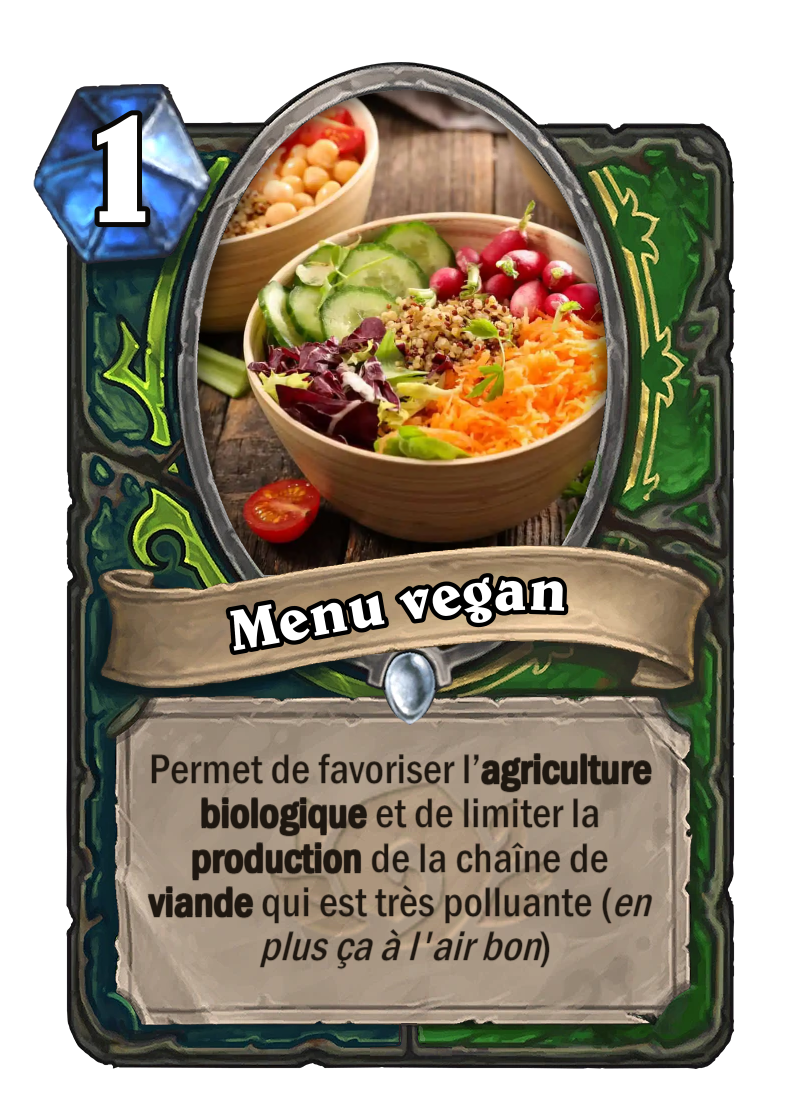 1
Menu vegan
Permet de favoriser l’agriculture
biologique et de limiter la
production de la chaîne de
viande qui est très polluante (en
plus ça à l'air bon)